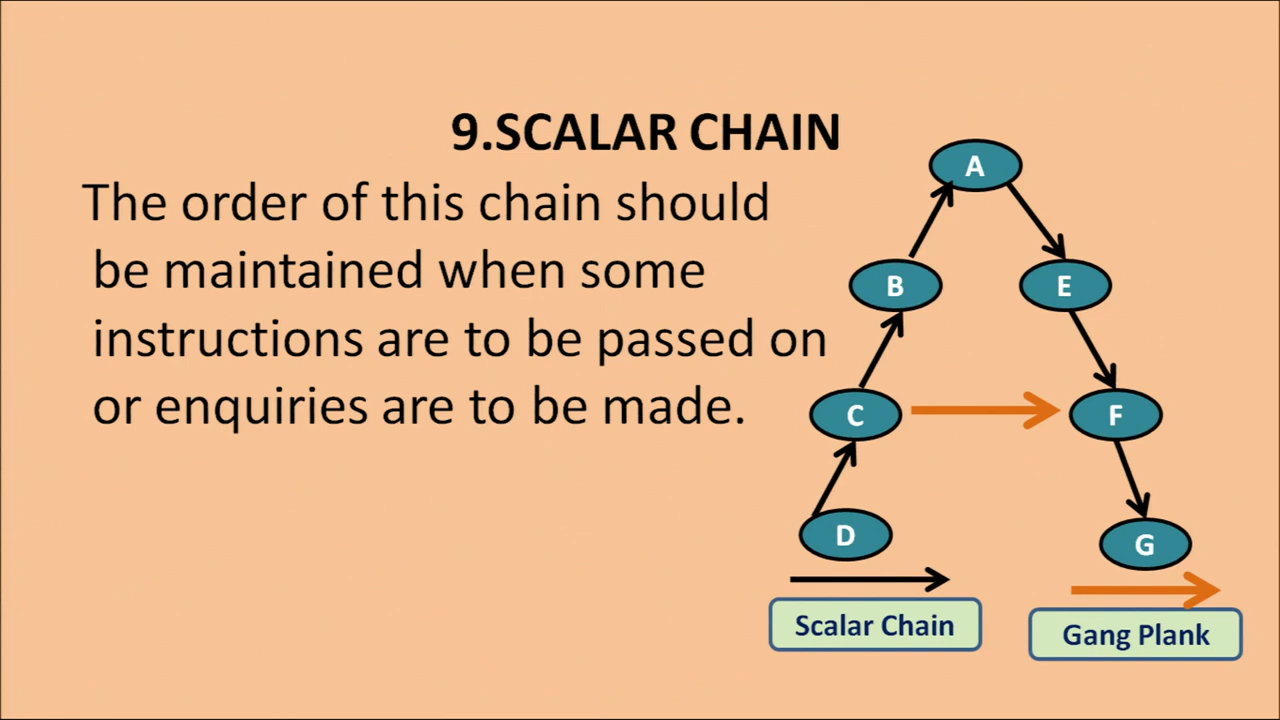 9.SCALAR CHAIN
The order of this chain should
be maintained when some
instructions are to be passed on
or enquiries are to be made.
A
B
E
C
F
D
G
Scalar Chain
Gang Plank